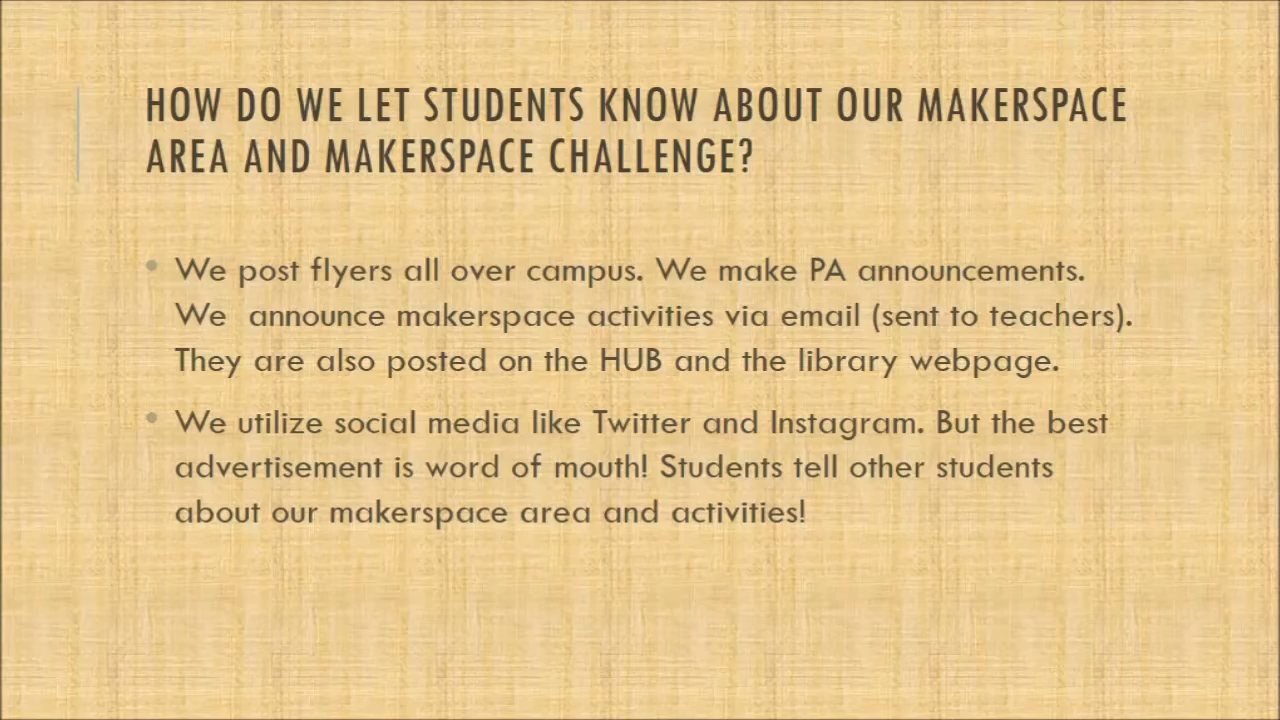 HOW DO WE LET STUDENTS KNOW ABOUT OUR MAKERSPACE
AREA AND MAKERSPACE CHALLENGE?
• We post flyers all over campus. We make PA announcements.
We  announce makerspace activities via email (sent to teachers).
They are also posted on the HUB and the library webpage.
• We utilize social media like Twitter and Instagram. But the best
advertisement is word of mouth! Students tell other students
about our makerspace area and activities!